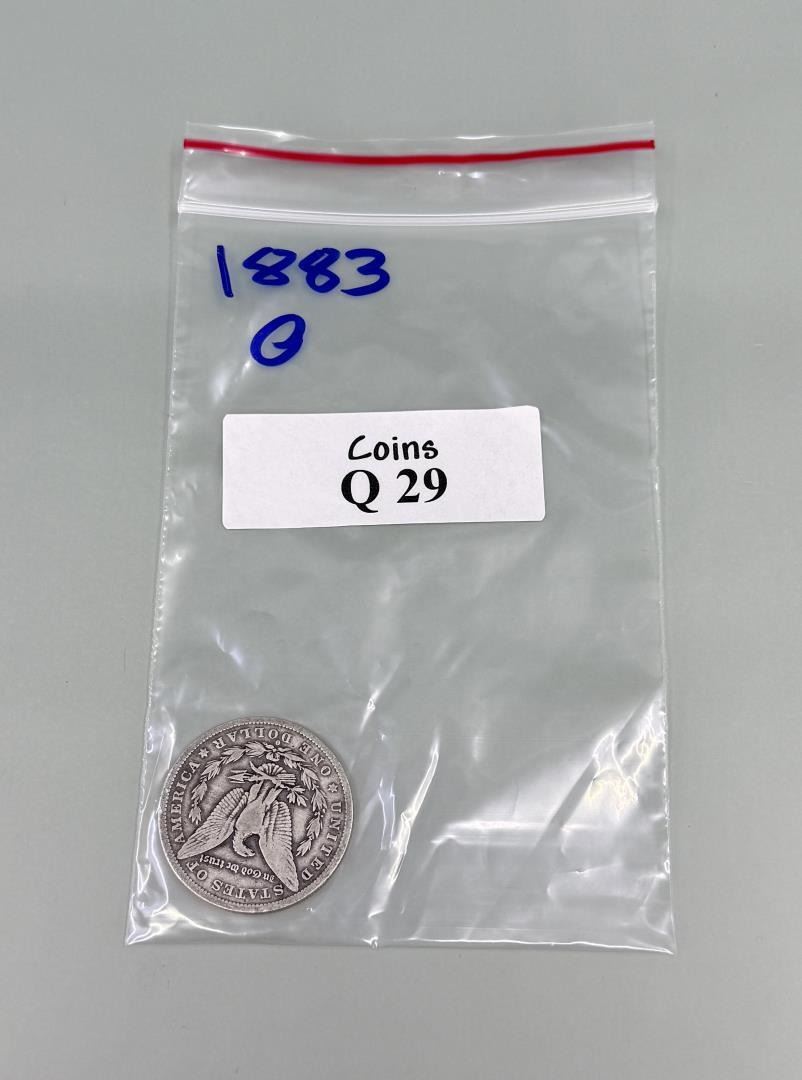 1883
O
Coins
Q 29
UNITED STATES OF AMERICA
In God we trust
★ ONE DOLLAR ★
O